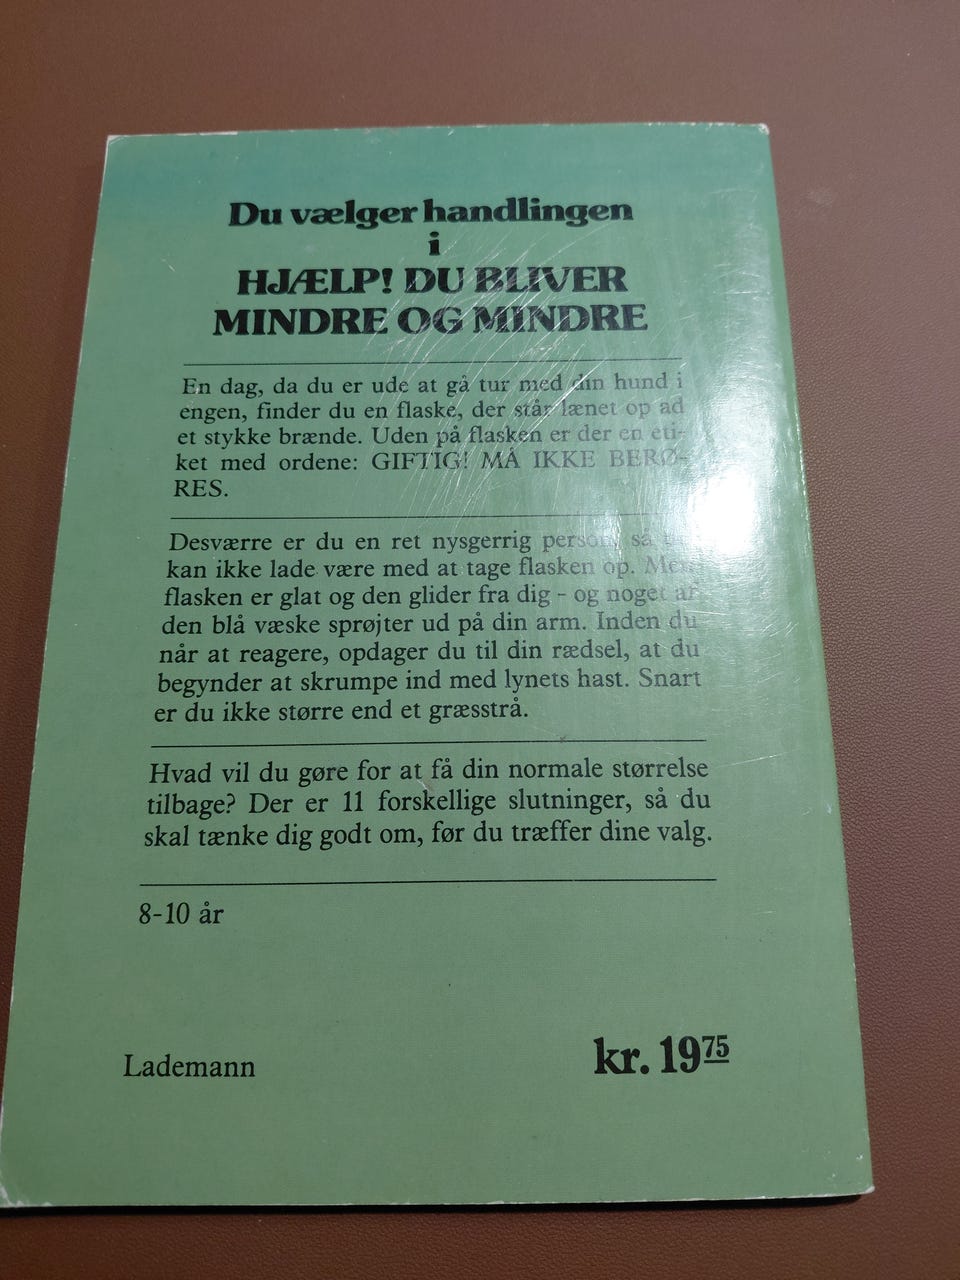 Du vælger handlingen
i
HJÆLP! DU BLIVER
MINDRE OG MINDRE
En dag, da du er ude at gå tur med din hund i
engen, finder du en flaske, der står lænet op ad
et stykke brænde. Uden på flasken er der en eti-
ket med ordene: GIFTIG! MÅ IKKE BERØ-
RES.
Desværre er du en ret nysgerrig person, så
kan ikke lade være med at tage flasken op. Men
flasken er glat og den glider fra dig - og noget af
den blå væske sprøjter ud på din arm. Inden du
når at reagere, opdager du til din rædsel, at du
begynder at skrumpe ind med lynets hast. Snart
er du ikke større end et græsstrå.
Hvad vil du gøre for at få din normale størrelse
tilbage? Der er 11 forskellige slutninger, så du
skal tænke dig godt om, før du træffer dine valg.
8-10 år
Lademann
kr. 19 75